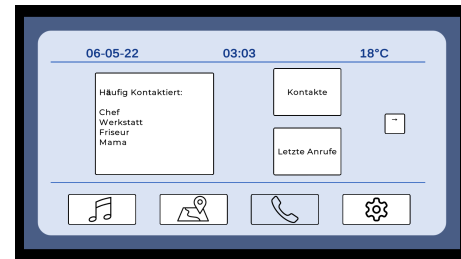 06-05-22 03:03 18°C
Häufig Kontaktiert:
Chef
Werkstatt
Friseur
Mama
Kontakte
Letzte Anrufe
→